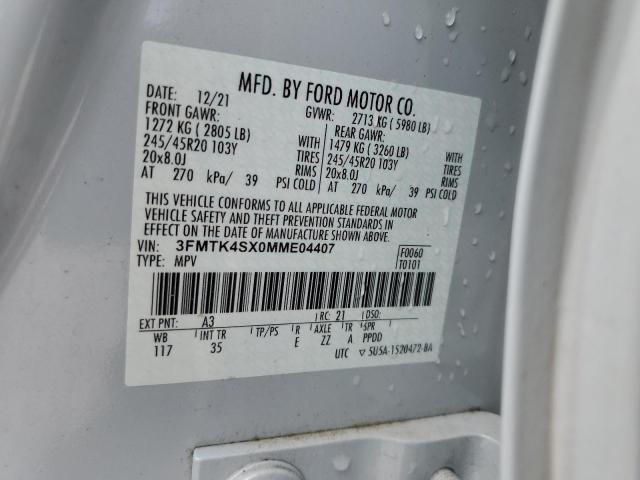 MFD. BY FORD MOTOR CO.
DATE: 12/21 GVWR: 2713 KG (5980 LB)
FRONT GAWR: REAR GAWR:
1272 KG (2805 LB) WITH 1479 KG (3260 LB) WITH
245/45R20 103Y TIRES 245/45R20 103Y TIRES
20x8.0J RIMS 20x8.0J RIMS
AT 270 kPa/ 39 PSI COLD AT 270 kPa/ 39 PSI COLD
THIS VEHICLE CONFORMS TO ALL APPLICABLE FEDERAL MOTOR
VEHICLE SAFETY AND THEFT PREVENTION STANDARDS IN
EFFECT ON THE DATE OF MANUFACTURE SHOWN ABOVE.
VIN: 3FMTK4SX0MME04407 F0060
TYPE: MPV T0101
EXT PNT: A3 RC: 21 DSO:
WB INT TR TP/PS R AXLE TR SPR
117 35 E ZZ A PPDD
UTC ▽ 5U5A-1520472-BA